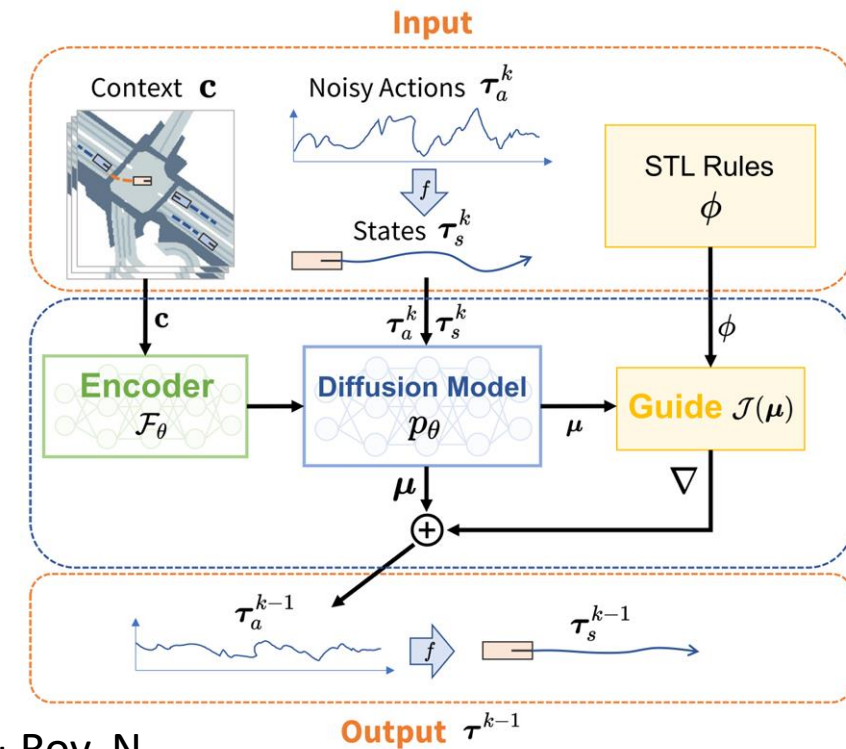 Input
Context c
Noisy Actions τ_a^k
f
States τ_s^k
STL Rules
ϕ
c
τ_a^k τ_s^k
ϕ
Encoder
ℱ_θ
Diffusion Model
p_θ
μ
Guide 𝒥(μ)
μ
∇
+
τ_a^{k-1}
f
τ_s^{k-1}
Output τ^{k-1}